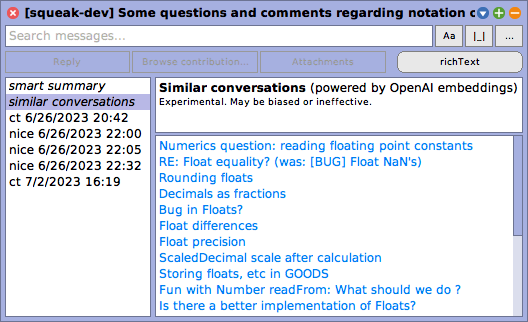 [squeak-dev] Some questions and comments regarding notation c
Search messages...
Aa
|_|
...
Reply
Browse contribution...
Attachments
richText
smart summary
similar conversations
ct 6/26/2023 20:42
nice 6/26/2023 22:00
nice 6/26/2023 22:05
nice 6/26/2023 22:32
ct 7/2/2023 16:19
Similar conversations (powered by OpenAI embeddings)
Experimental. May be biased or ineffective.
Numerics question: reading floating point constants
RE: Float equality? (was: [BUG] Float NaN's)
Rounding floats
Decimals as fractions
Bug in Floats?
Float differences
Float precision
ScaledDecimal scale after calculation
Storing floats, etc in GOODS
Fun with Number readFrom: What should we do ?
Is there a better implementation of Floats?